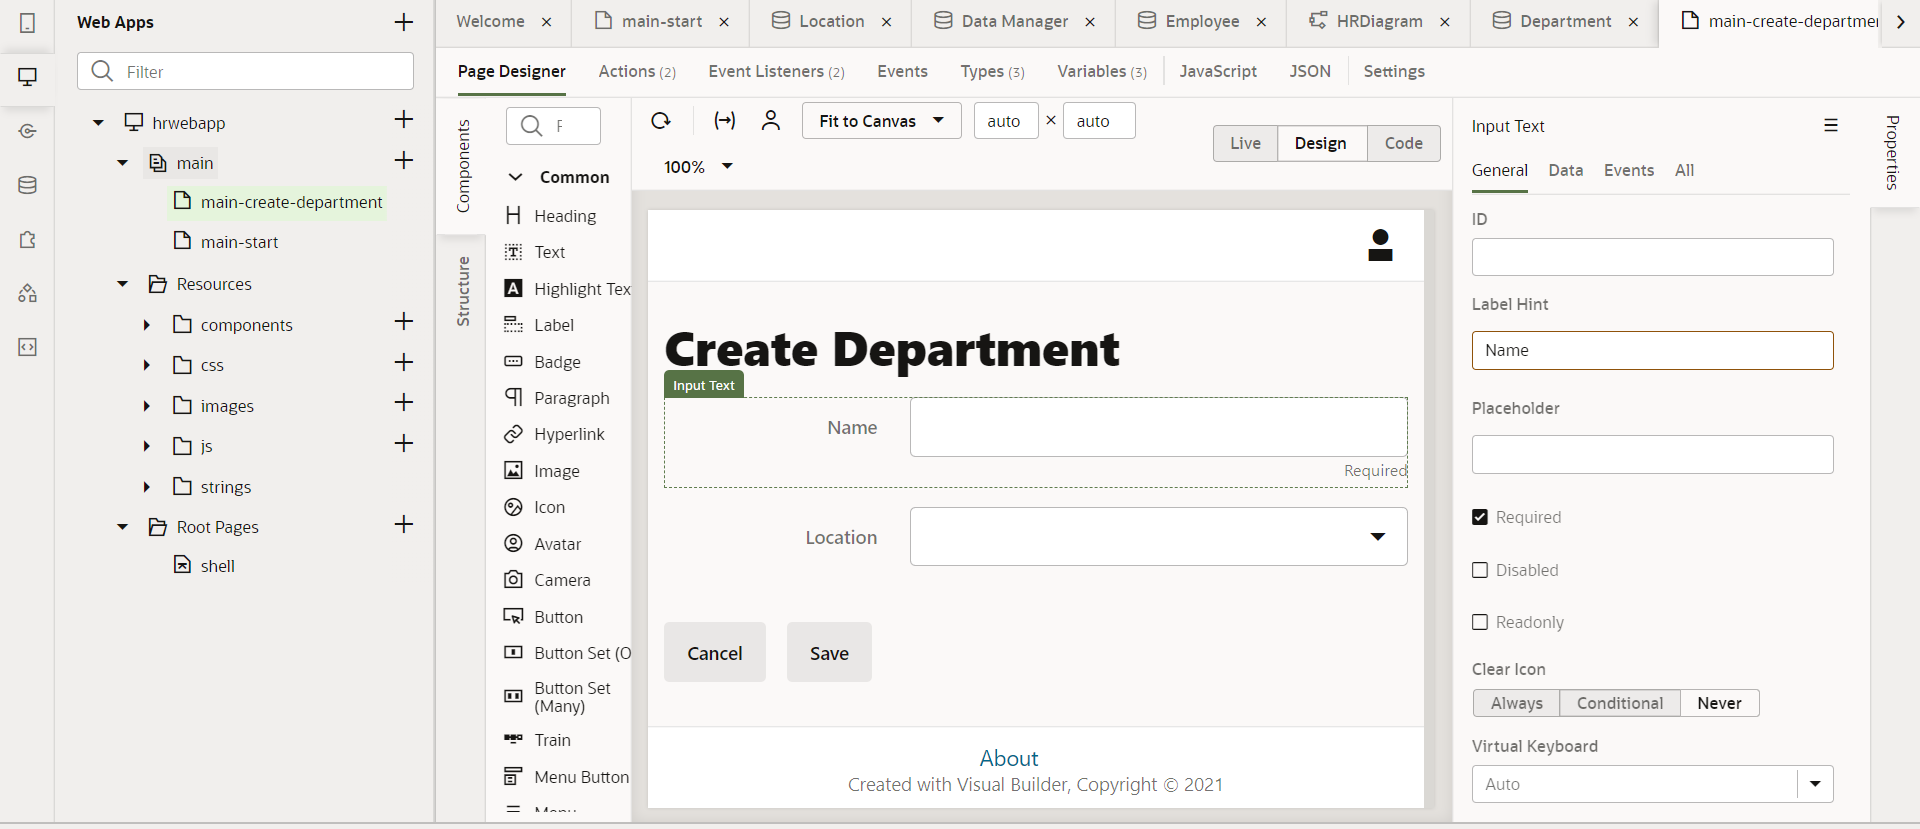 Web Apps
Filter
hrwebapp
main
main-create-department
main-start
Resources
components
css
images
js
strings
Root Pages
shell
Welcome
main-start
Location
Data Manager
Employee
HRDiagram
Department
main-create-departme
Page Designer
Actions (2)
Event Listeners (2)
Events
Types (3)
Variables (3)
JavaScript
JSON
Settings
Components
Structure
F
Common
Heading
Text
Highlight Tex
Label
Badge
Paragraph
Hyperlink
Image
Icon
Avatar
Camera
Button
Button Set (O
Button Set
(Many)
Train
Menu Button
Menu
Fit to Canvas
auto × auto
100%
Live
Design
Code
Create Department
Input Text
Name
Required
Location
Cancel
Save
About
Created with Visual Builder, Copyright © 2021
Input Text
General
Data
Events
All
ID
Label Hint
Name
Placeholder
Required
Disabled
Readonly
Clear Icon
Always
Conditional
Never
Virtual Keyboard
Auto
Properties